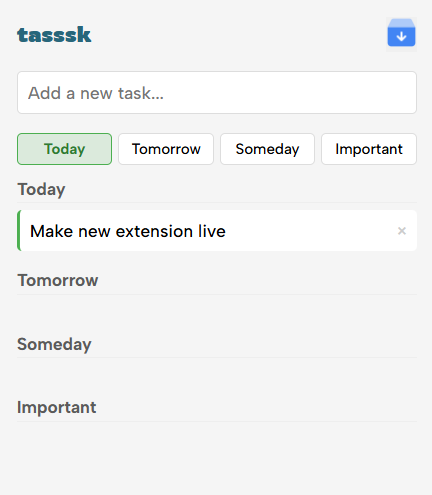 tasssk
Add a new task...
Today Tomorrow Someday Important
Today
Make new extension live ×
Tomorrow
Someday
Important